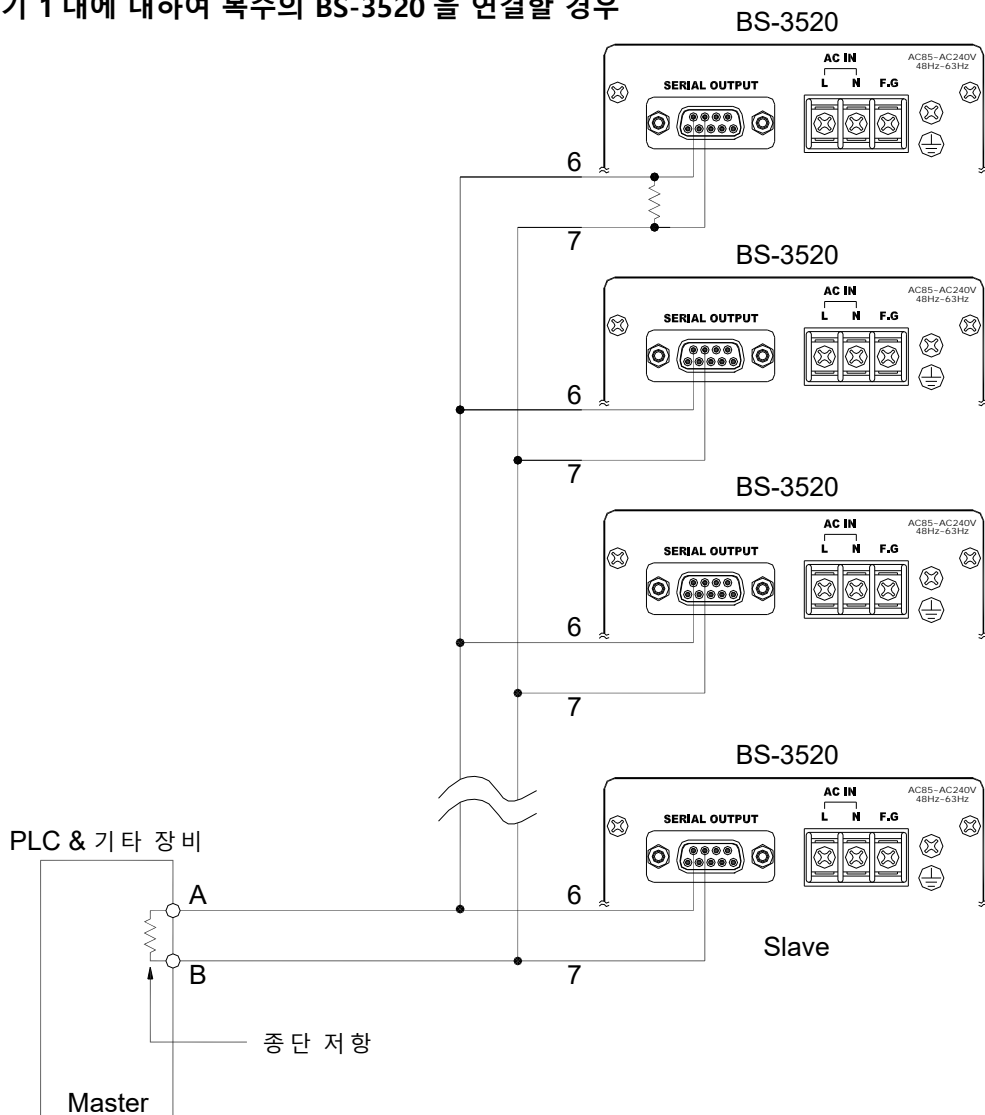 기 1 대에 대하여 복수의 BS-3520 을 연결할 경우
BS-3520
AC IN
AC85-AC240V
48Hz-63Hz
SERIAL OUTPUT
L N F.G
6
7
BS-3520
AC IN
AC85-AC240V
48Hz-63Hz
SERIAL OUTPUT
L N F.G
6
7
BS-3520
AC IN
AC85-AC240V
48Hz-63Hz
SERIAL OUTPUT
L N F.G
6
7
BS-3520
AC IN
AC85-AC240V
48Hz-63Hz
SERIAL OUTPUT
L N F.G
PLC & 기타 장비
A
6
Slave
B
7
종단 저항
Master